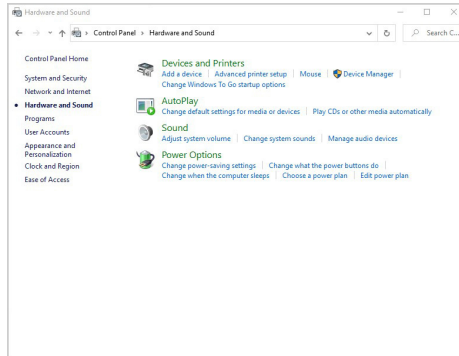 Hardware and Sound
Control Panel > Hardware and Sound
Search C...
Control Panel Home
System and Security
Network and Internet
Hardware and Sound
Programs
User Accounts
Appearance and
Personalization
Clock and Region
Ease of Access
Devices and Printers
Add a device | Advanced printer setup | Mouse | Device Manager |
Change Windows To Go startup options
AutoPlay
Change default settings for media or devices | Play CDs or other media automatically
Sound
Adjust system volume | Change system sounds | Manage audio devices
Power Options
Change power-saving settings | Change what the power buttons do |
Change when the computer sleeps | Choose a power plan | Edit power plan